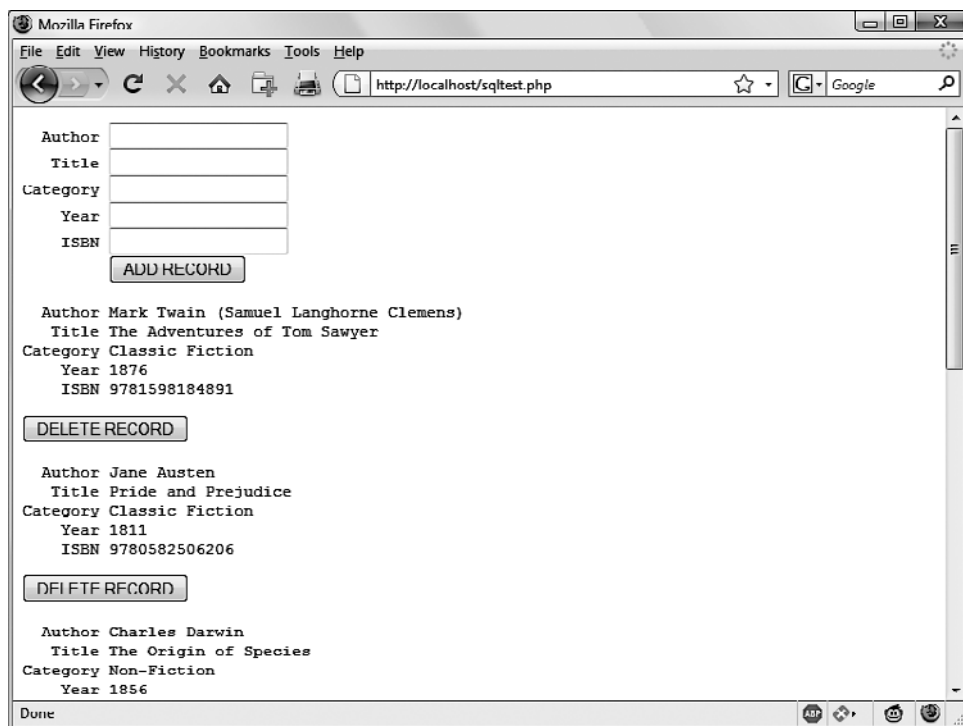 Mozilla Firefox
File Edit View History Bookmarks Tools Help
http://localhost/sqltest.php
G Google
Author
Title
Category
Year
ISBN
ADD RECORD
Author Mark Twain (Samuel Langhorne Clemens)
Title The Adventures of Tom Sawyer
Category Classic Fiction
Year 1876
ISBN 9781598184891
DELETE RECORD
Author Jane Austen
Title Pride and Prejudice
Category Classic Fiction
Year 1811
ISBN 9780582506206
DELETE RECORD
Author Charles Darwin
Title The Origin of Species
Category Non-Fiction
Year 1856
Done
ABP